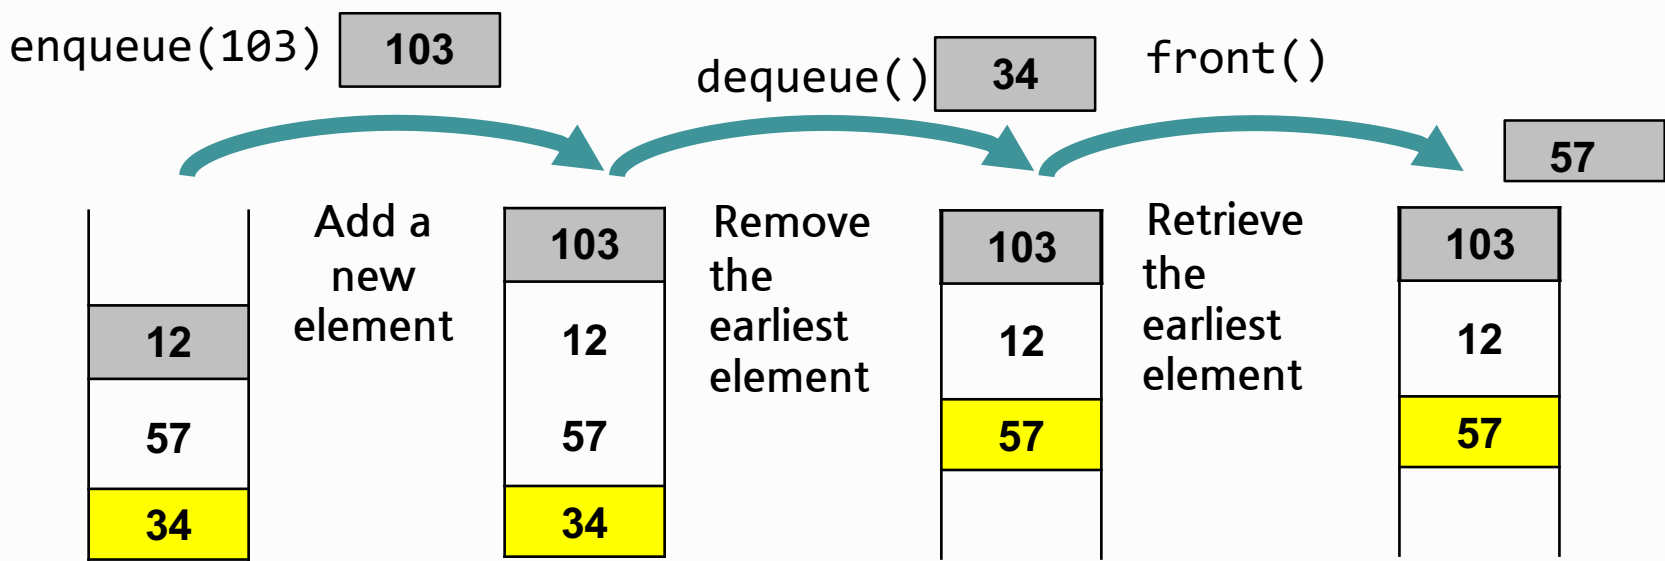 enqueue(103)
103
dequeue()
34
front()
57
Add a
new
element
Remove
the
earliest
element
Retrieve
the
earliest
element
12
57
34
103
12
57
34
103
12
57
103
12
57